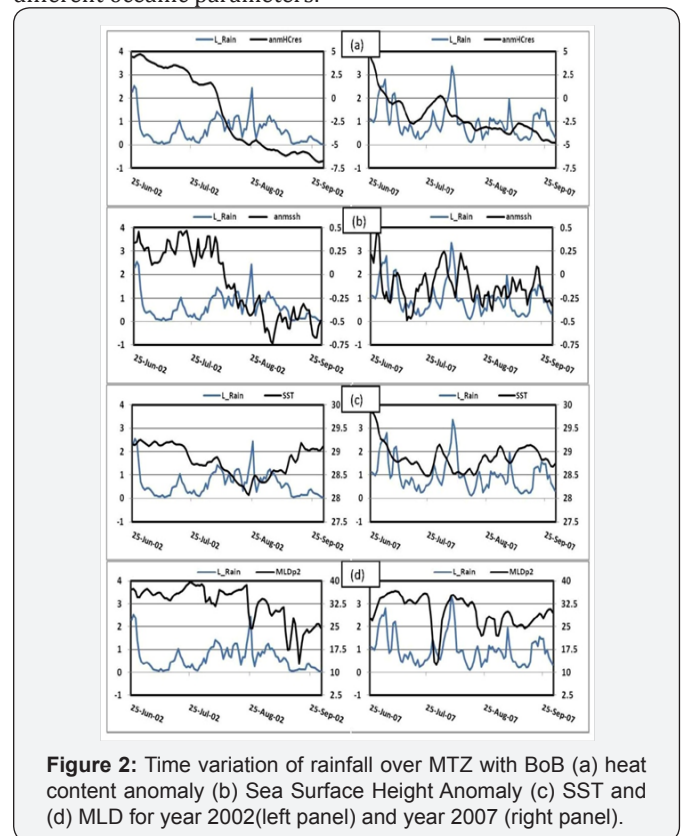 different oceanic parameters.
L_Rain anmHCres (a) L_Rain anmHCres
4 5 4 5
3 2.5 3 2.5
2 0 2 0
1 -2.5 1 -2.5
0 -5 0 -5
-1 -7.5 -1 -7.5
25-Jun-02 25-Jul-02 25-Aug-02 25-Sep-02 25-Jun-07 25-Jul-07 25-Aug-07 25-Sep-07
L_Rain anmssh (b) L_Rain anmssh
4 0.5 4 0.5
3 0.25 3 0.25
2 0 2 0
1 -0.25 1 -0.25
0 -0.5 0 -0.5
-1 -0.75 -1 -0.75
25-Jun-02 25-Jul-02 25-Aug-02 25-Sep-02 25-Jun-07 25-Jul-07 25-Aug-07 25-Sep-07
L_Rain SST (c) L_Rain SST
4 30 4 30
3 29.5 3 29.5
2 29 2 29
1 28.5 1 28.5
0 28 0 28
-1 27.5 -1 27.5
25-Jun-02 25-Jul-02 25-Aug-02 25-Sep-02 25-Jun-07 25-Jul-07 25-Aug-07 25-Sep-07
L_Rain MLDp2 (d) L_Rain MLDp2
4 40 4 40
3 32.5 3 32.5
2 25 2 25
1 17.5 1 17.5
0 10 0 10
-1 2.5 -1 2.5
25-Jun-02 25-Jul-02 25-Aug-02 25-Sep-02 25-Jun-07 25-Jul-07 25-Aug-07 25-Sep-07
Figure 2: Time variation of rainfall over MTZ with BoB (a) heat
content anomaly (b) Sea Surface Height Anomaly (c) SST and
(d) MLD for year 2002(left panel) and year 2007 (right panel).